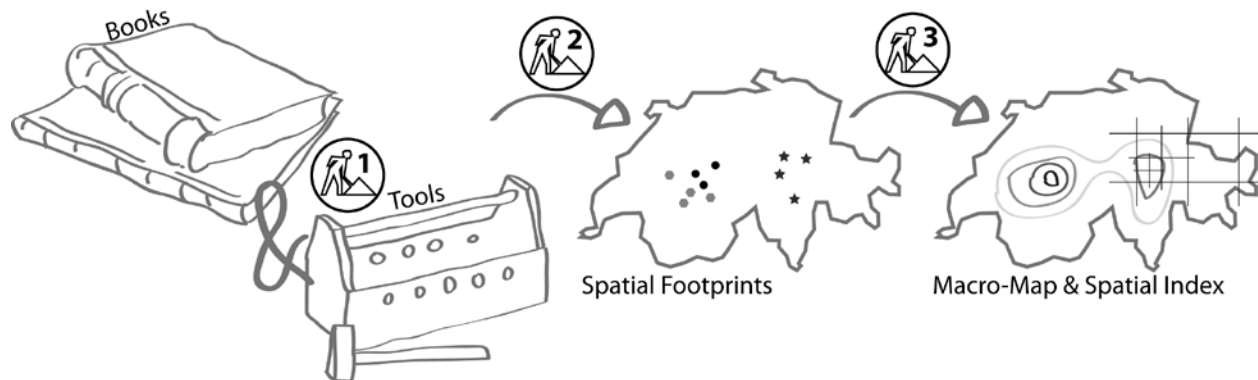 Books
1
Tools
2
Spatial Footprints
3
Macro-Map & Spatial Index